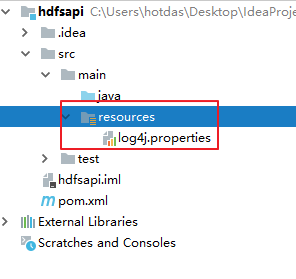 hdfsapi C:\Users\hotdas\Desktop\IdeaProje
.idea
src
main
java
resources
log4j.properties
test
hdfsapi.iml
pom.xml
External Libraries
Scratches and Consoles